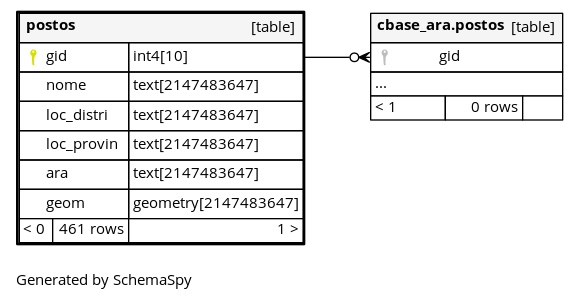 postos [table]
gid int4[10]
nome text[2147483647]
loc_distri text[2147483647]
loc_provin text[2147483647]
ara text[2147483647]
geom geometry[2147483647]
< 0 461 rows 1 >
cbase_ara.postos [table]
gid
...
< 1 0 rows
Generated by SchemaSpy